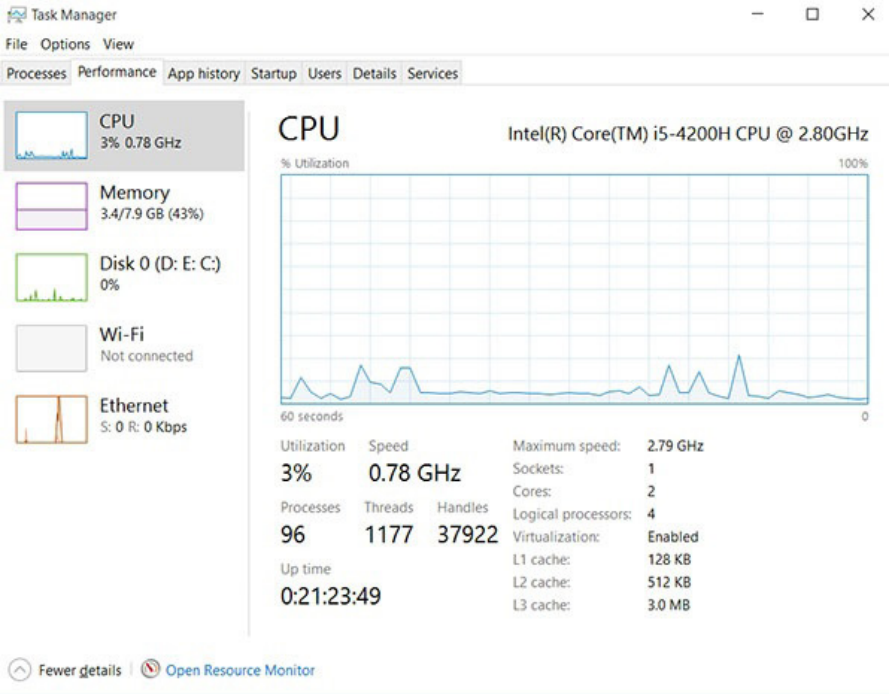 Task Manager
File Options View
Processes Performance App history Startup Users Details Services
CPU
3% 0.78 GHz
Memory
3.4/7.9 GB (43%)
Disk 0 (D: E: C:)
0%
Wi-Fi
Not connected
Ethernet
S: 0 R: 0 Kbps
CPU Intel(R) Core(TM) i5-4200H CPU @ 2.80GHz
% Utilization 100%
60 seconds 0
Utilization Speed
3% 0.78 GHz
Processes Threads Handles
96 1177 37922
Up time
0:21:23:49
Maximum speed: 2.79 GHz
Sockets: 1
Cores: 2
Logical processors: 4
Virtualization: Enabled
L1 cache: 128 KB
L2 cache: 512 KB
L3 cache: 3.0 MB
Fewer details Open Resource Monitor